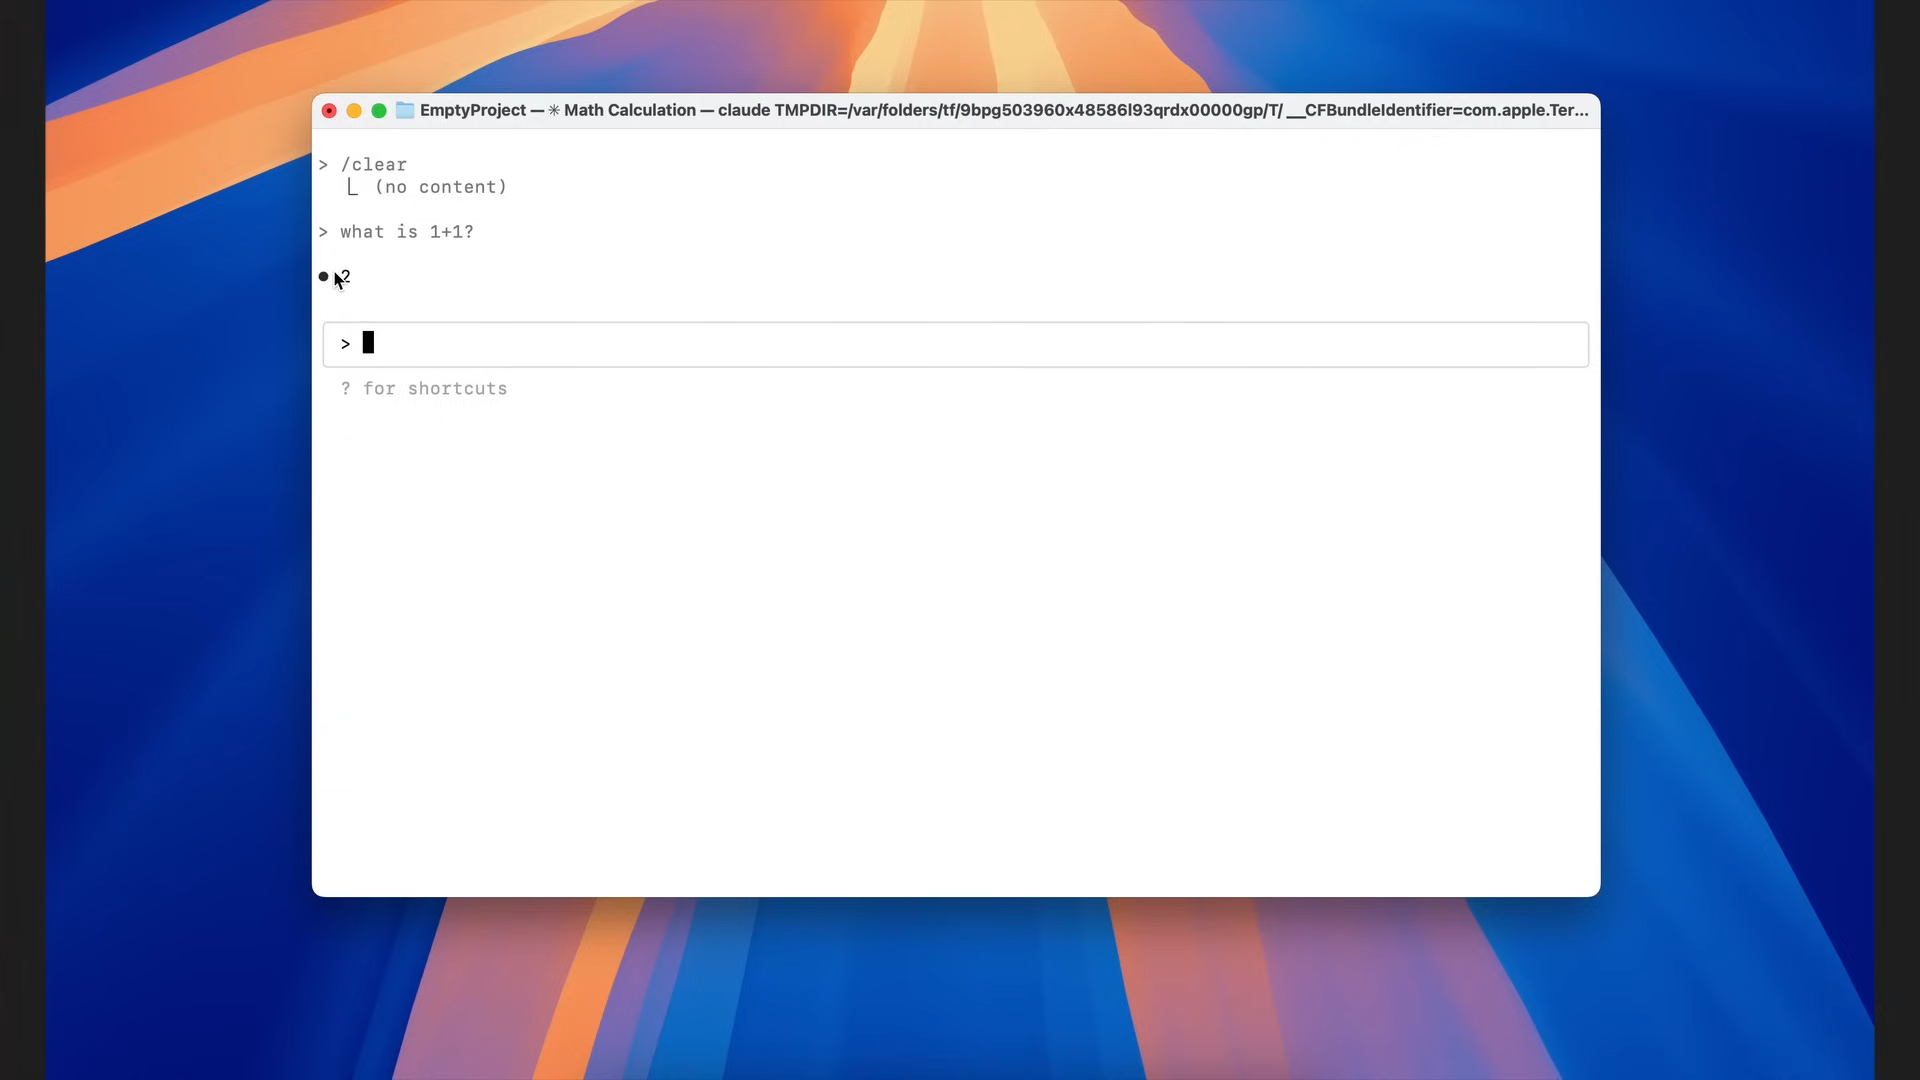 EmptyProject — ✳ Math Calculation — claude TMPDIR=/var/folders/tf/9bpg503960x48586l93qrdx00000gp/T/ __CFBundleIdentifier=com.apple.Ter...
> /clear
⎿ (no content)
> what is 1+1?
● 2
>
? for shortcuts